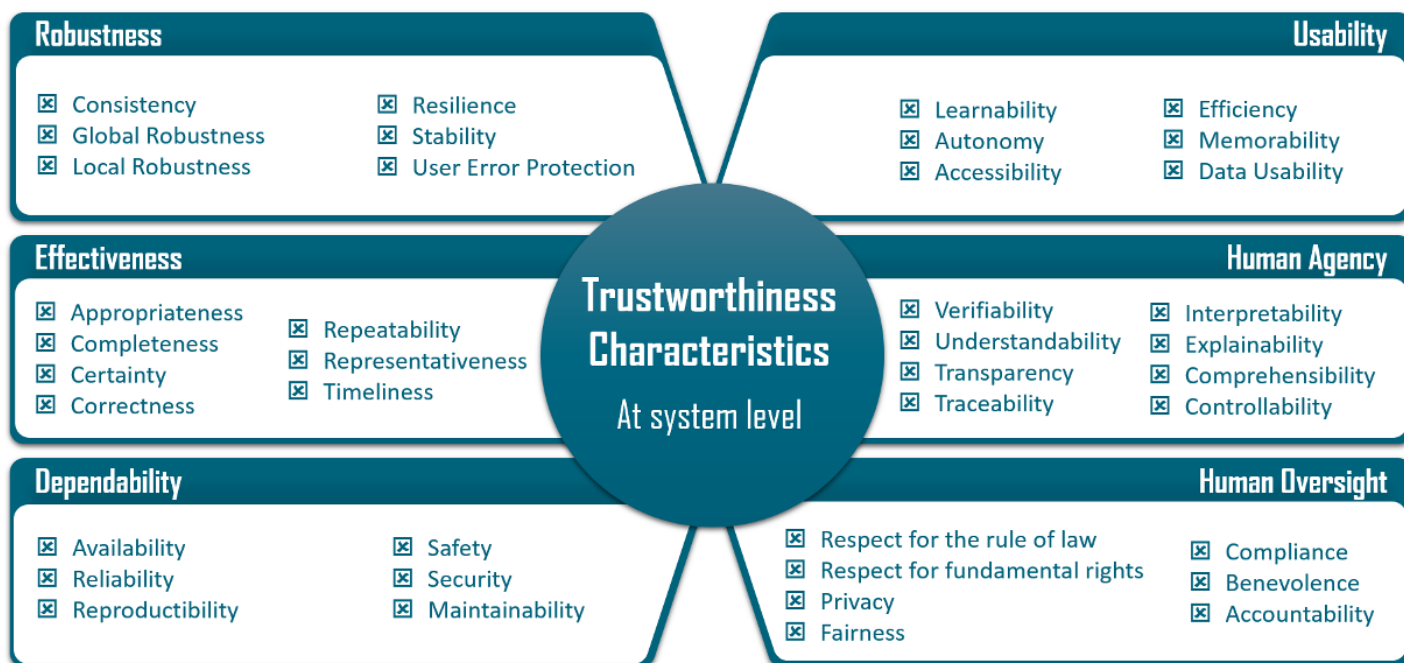 Robustness
Consistency
Global Robustness
Local Robustness
Resilience
Stability
User Error Protection
Usability
Learnability
Autonomy
Accessibility
Efficiency
Memorability
Data Usability
Effectiveness
Appropriateness
Completeness
Certainty
Correctness
Repeatability
Representativeness
Timeliness
Trustworthiness
Characteristics
At system level
Human Agency
Verifiability
Understandability
Transparency
Traceability
Interpretability
Explainability
Comprehensibility
Controllability
Dependability
Availability
Reliability
Reproductibility
Safety
Security
Maintainability
Human Oversight
Respect for the rule of law
Respect for fundamental rights
Privacy
Fairness
Compliance
Benevolence
Accountability